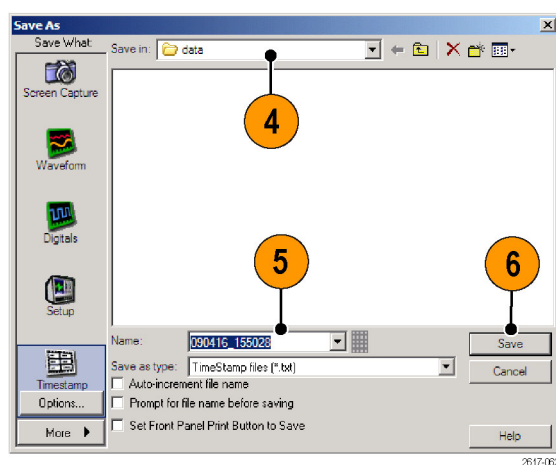 Save As
Save What:
Save in: data
Screen Capture
4
Waveform
Digitals
5
6
Setup
Name: 090416_155028
Save
Save as type: TimeStamp files (*.txt)
Cancel
Timestamp
Auto-increment file name
Options...
Prompt for file name before saving
More
Set Front Panel Print Button to Save
Help